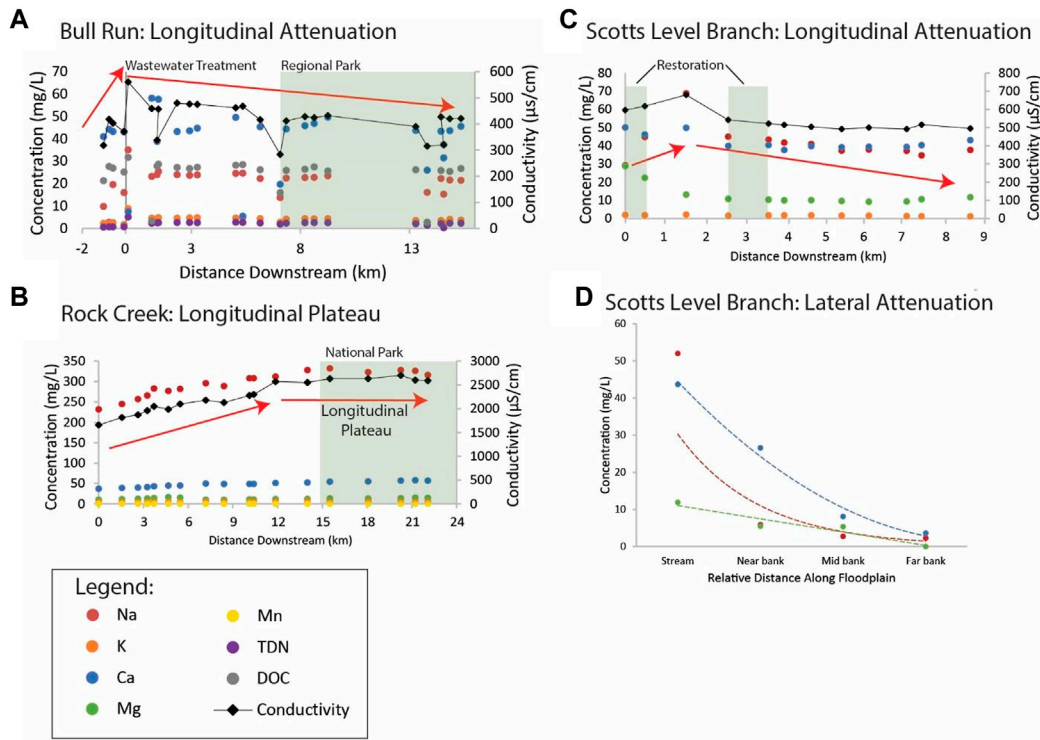 A
Bull Run: Longitudinal Attenuation
Wastewater Treatment
Regional Park
Concentration (mg/L)
70
60
50
40
30
20
10
0
600
500
400
300
200
100
0
Conductivity (µS/cm)
-2
0
3
8
13
Distance Downstream (km)
C
Scotts Level Branch: Longitudinal Attenuation
Restoration
Concentration (mg/L)
80
70
60
50
40
30
20
10
0
800
700
600
500
400
300
200
100
0
Conductivity (µS/cm)
0
1
2
3
4
5
6
7
8
9
Distance Downstream (km)
B
Rock Creek: Longitudinal Plateau
National Park
Concentration (mg/L)
350
300
250
200
150
100
50
0
3000
2500
2000
1500
1000
500
0
Conductivity (µS/cm)
Longitudinal
Plateau
0
3
6
9
12
15
18
21
24
Distance Downstream (km)
D
Scotts Level Branch: Lateral Attenuation
Concentration (mg/L)
60
50
40
30
20
10
0
Stream
Near bank
Mid bank
Far bank
Relative Distance Along Floodplain
Legend:
Na
K
Ca
Mg
Mn
TDN
DOC
Conductivity